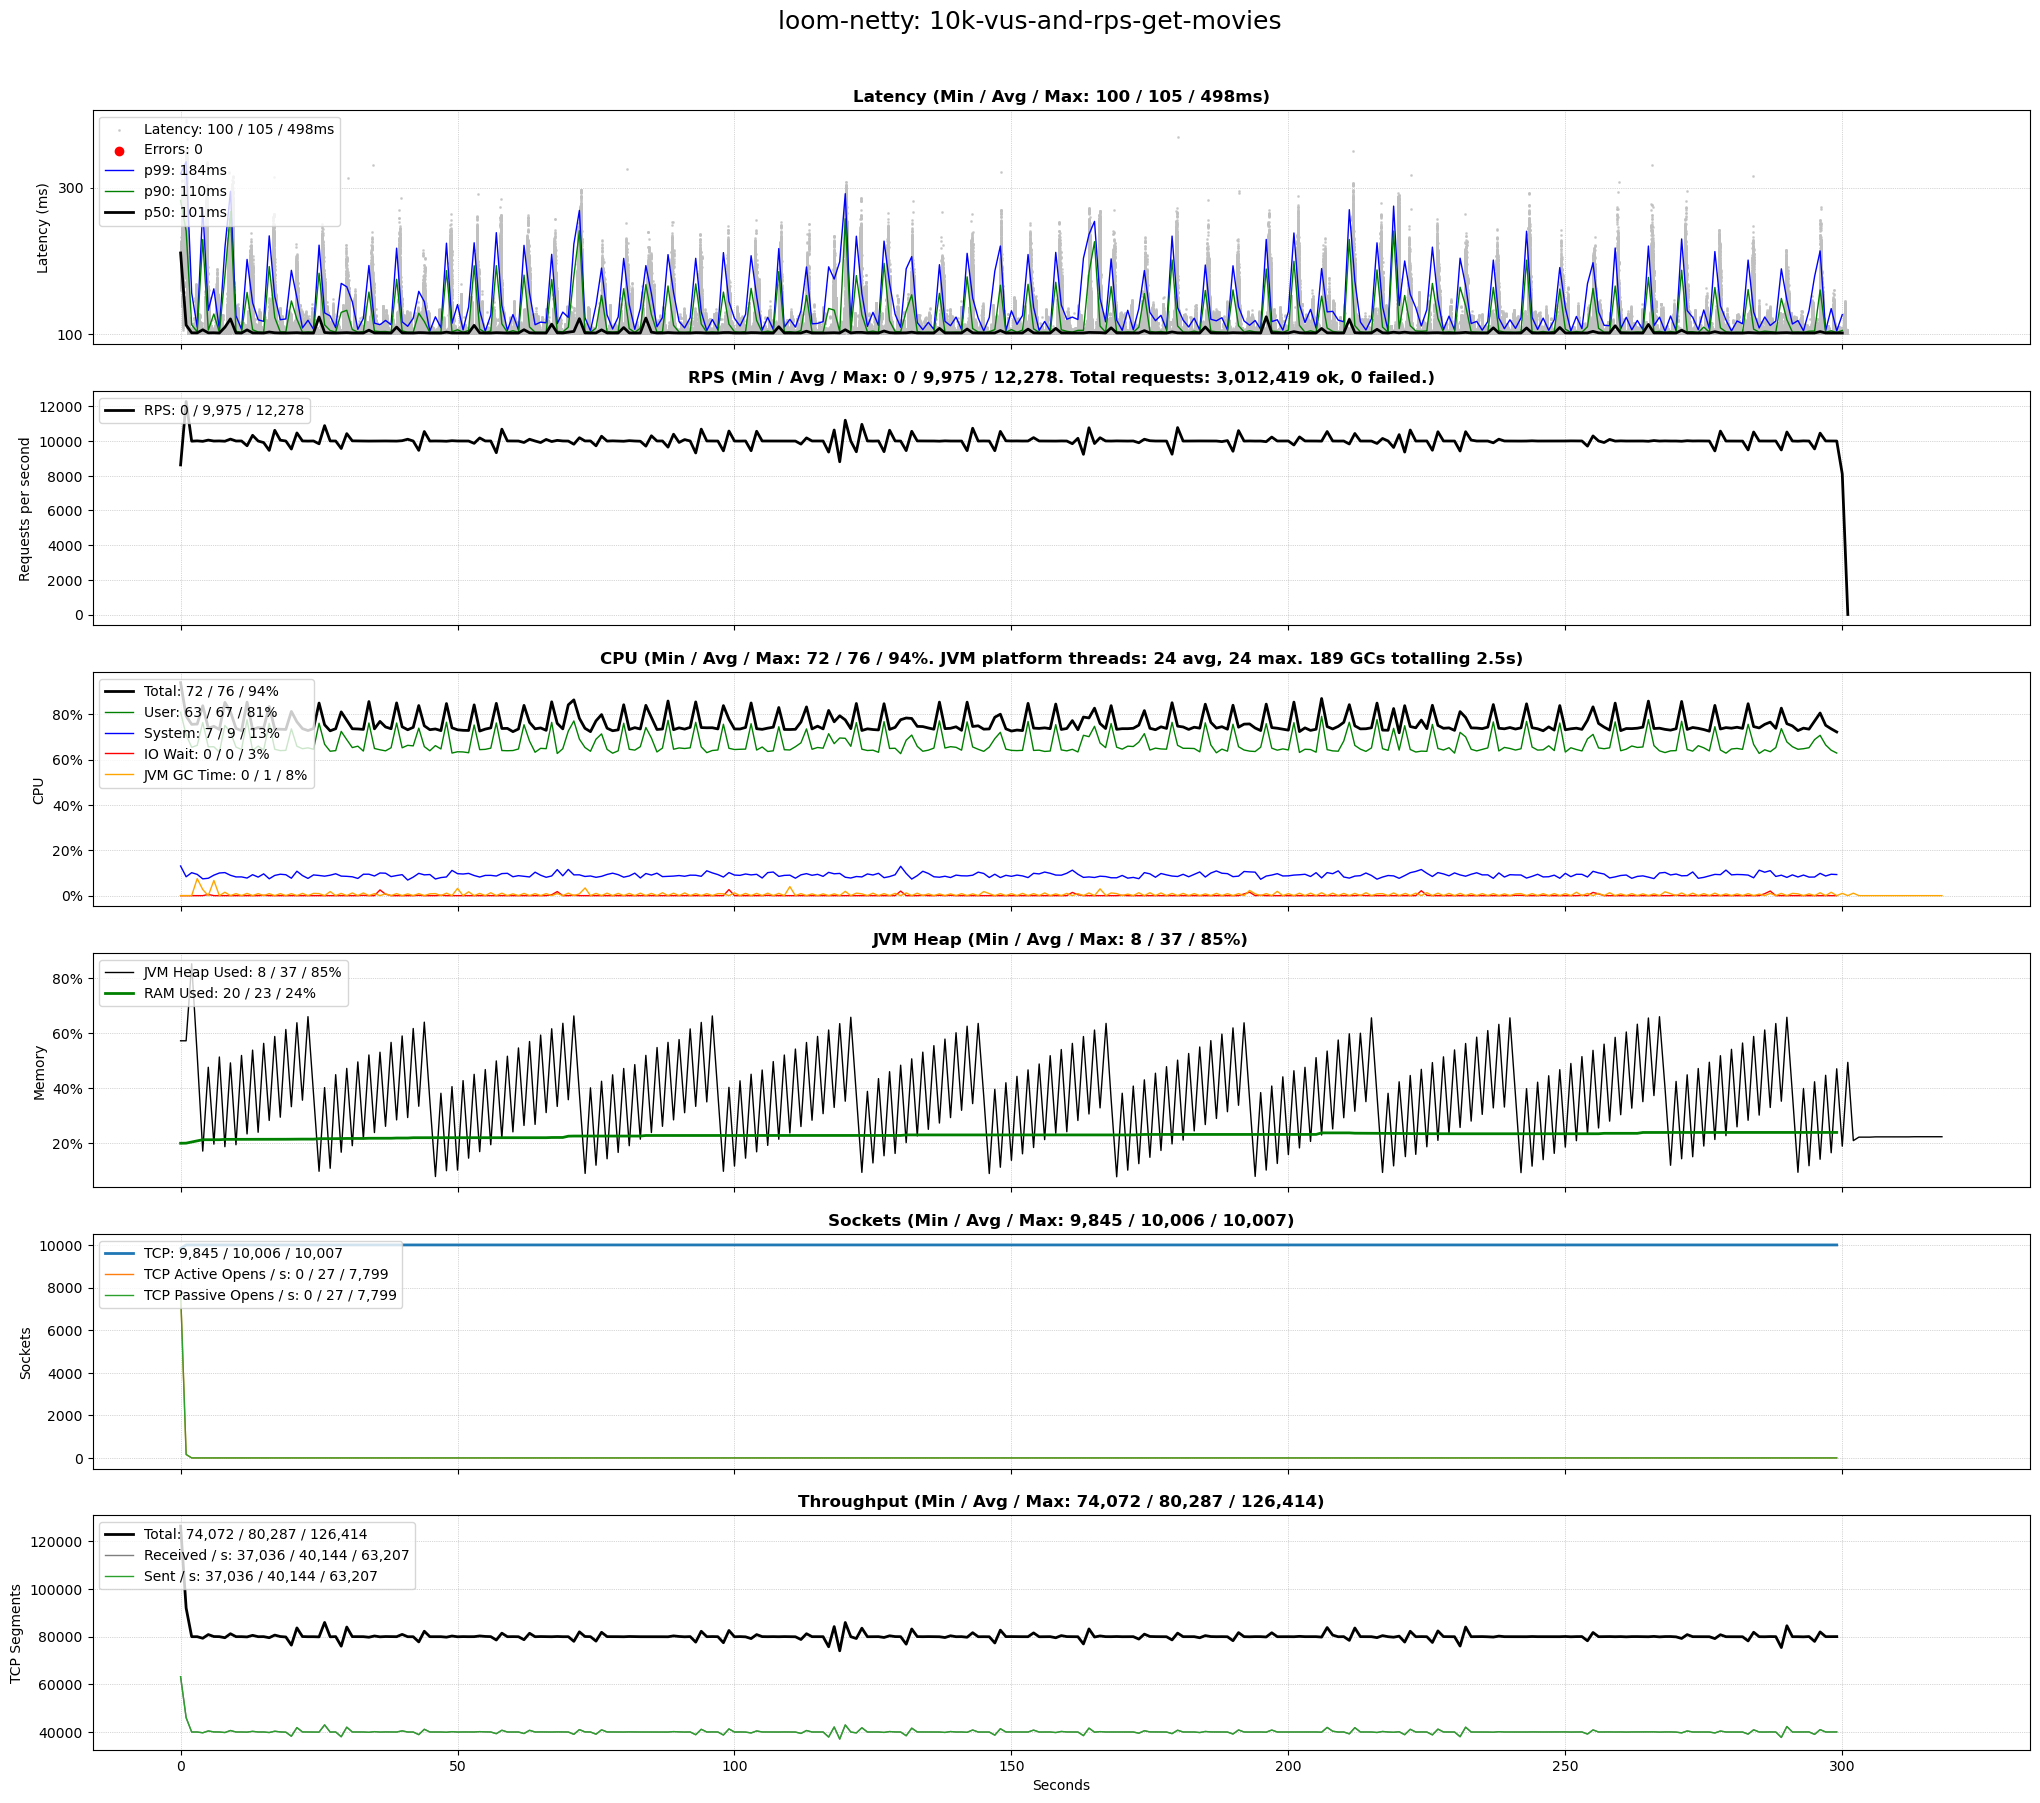 loom-netty: 10k-vus-and-rps-get-movies
Latency (Min / Avg / Max: 100 / 105 / 498ms)
Latency (ms)
300
100
Latency: 100 / 105 / 498ms
Errors: 0
p99: 184ms
p90: 110ms
p50: 101ms
RPS (Min / Avg / Max: 0 / 9,975 / 12,278. Total requests: 3,012,419 ok, 0 failed.)
Requests per second
12000
10000
8000
6000
4000
2000
0
RPS: 0 / 9,975 / 12,278
CPU (Min / Avg / Max: 72 / 76 / 94%. JVM platform threads: 24 avg, 24 max. 189 GCs totalling 2.5s)
CPU
80%
60%
40%
20%
0%
Total: 72 / 76 / 94%
User: 63 / 67 / 81%
System: 7 / 9 / 13%
IO Wait: 0 / 0 / 3%
JVM GC Time: 0 / 1 / 8%
JVM Heap (Min / Avg / Max: 8 / 37 / 85%)
Memory
80%
60%
40%
20%
JVM Heap Used: 8 / 37 / 85%
RAM Used: 20 / 23 / 24%
Sockets (Min / Avg / Max: 9,845 / 10,006 / 10,007)
Sockets
10000
8000
6000
4000
2000
0
TCP: 9,845 / 10,006 / 10,007
TCP Active Opens / s: 0 / 27 / 7,799
TCP Passive Opens / s: 0 / 27 / 7,799
Throughput (Min / Avg / Max: 74,072 / 80,287 / 126,414)
TCP Segments
120000
100000
80000
60000
40000
Total: 74,072 / 80,287 / 126,414
Received / s: 37,036 / 40,144 / 63,207
Sent / s: 37,036 / 40,144 / 63,207
0 50 100 150 200 250 300
Seconds